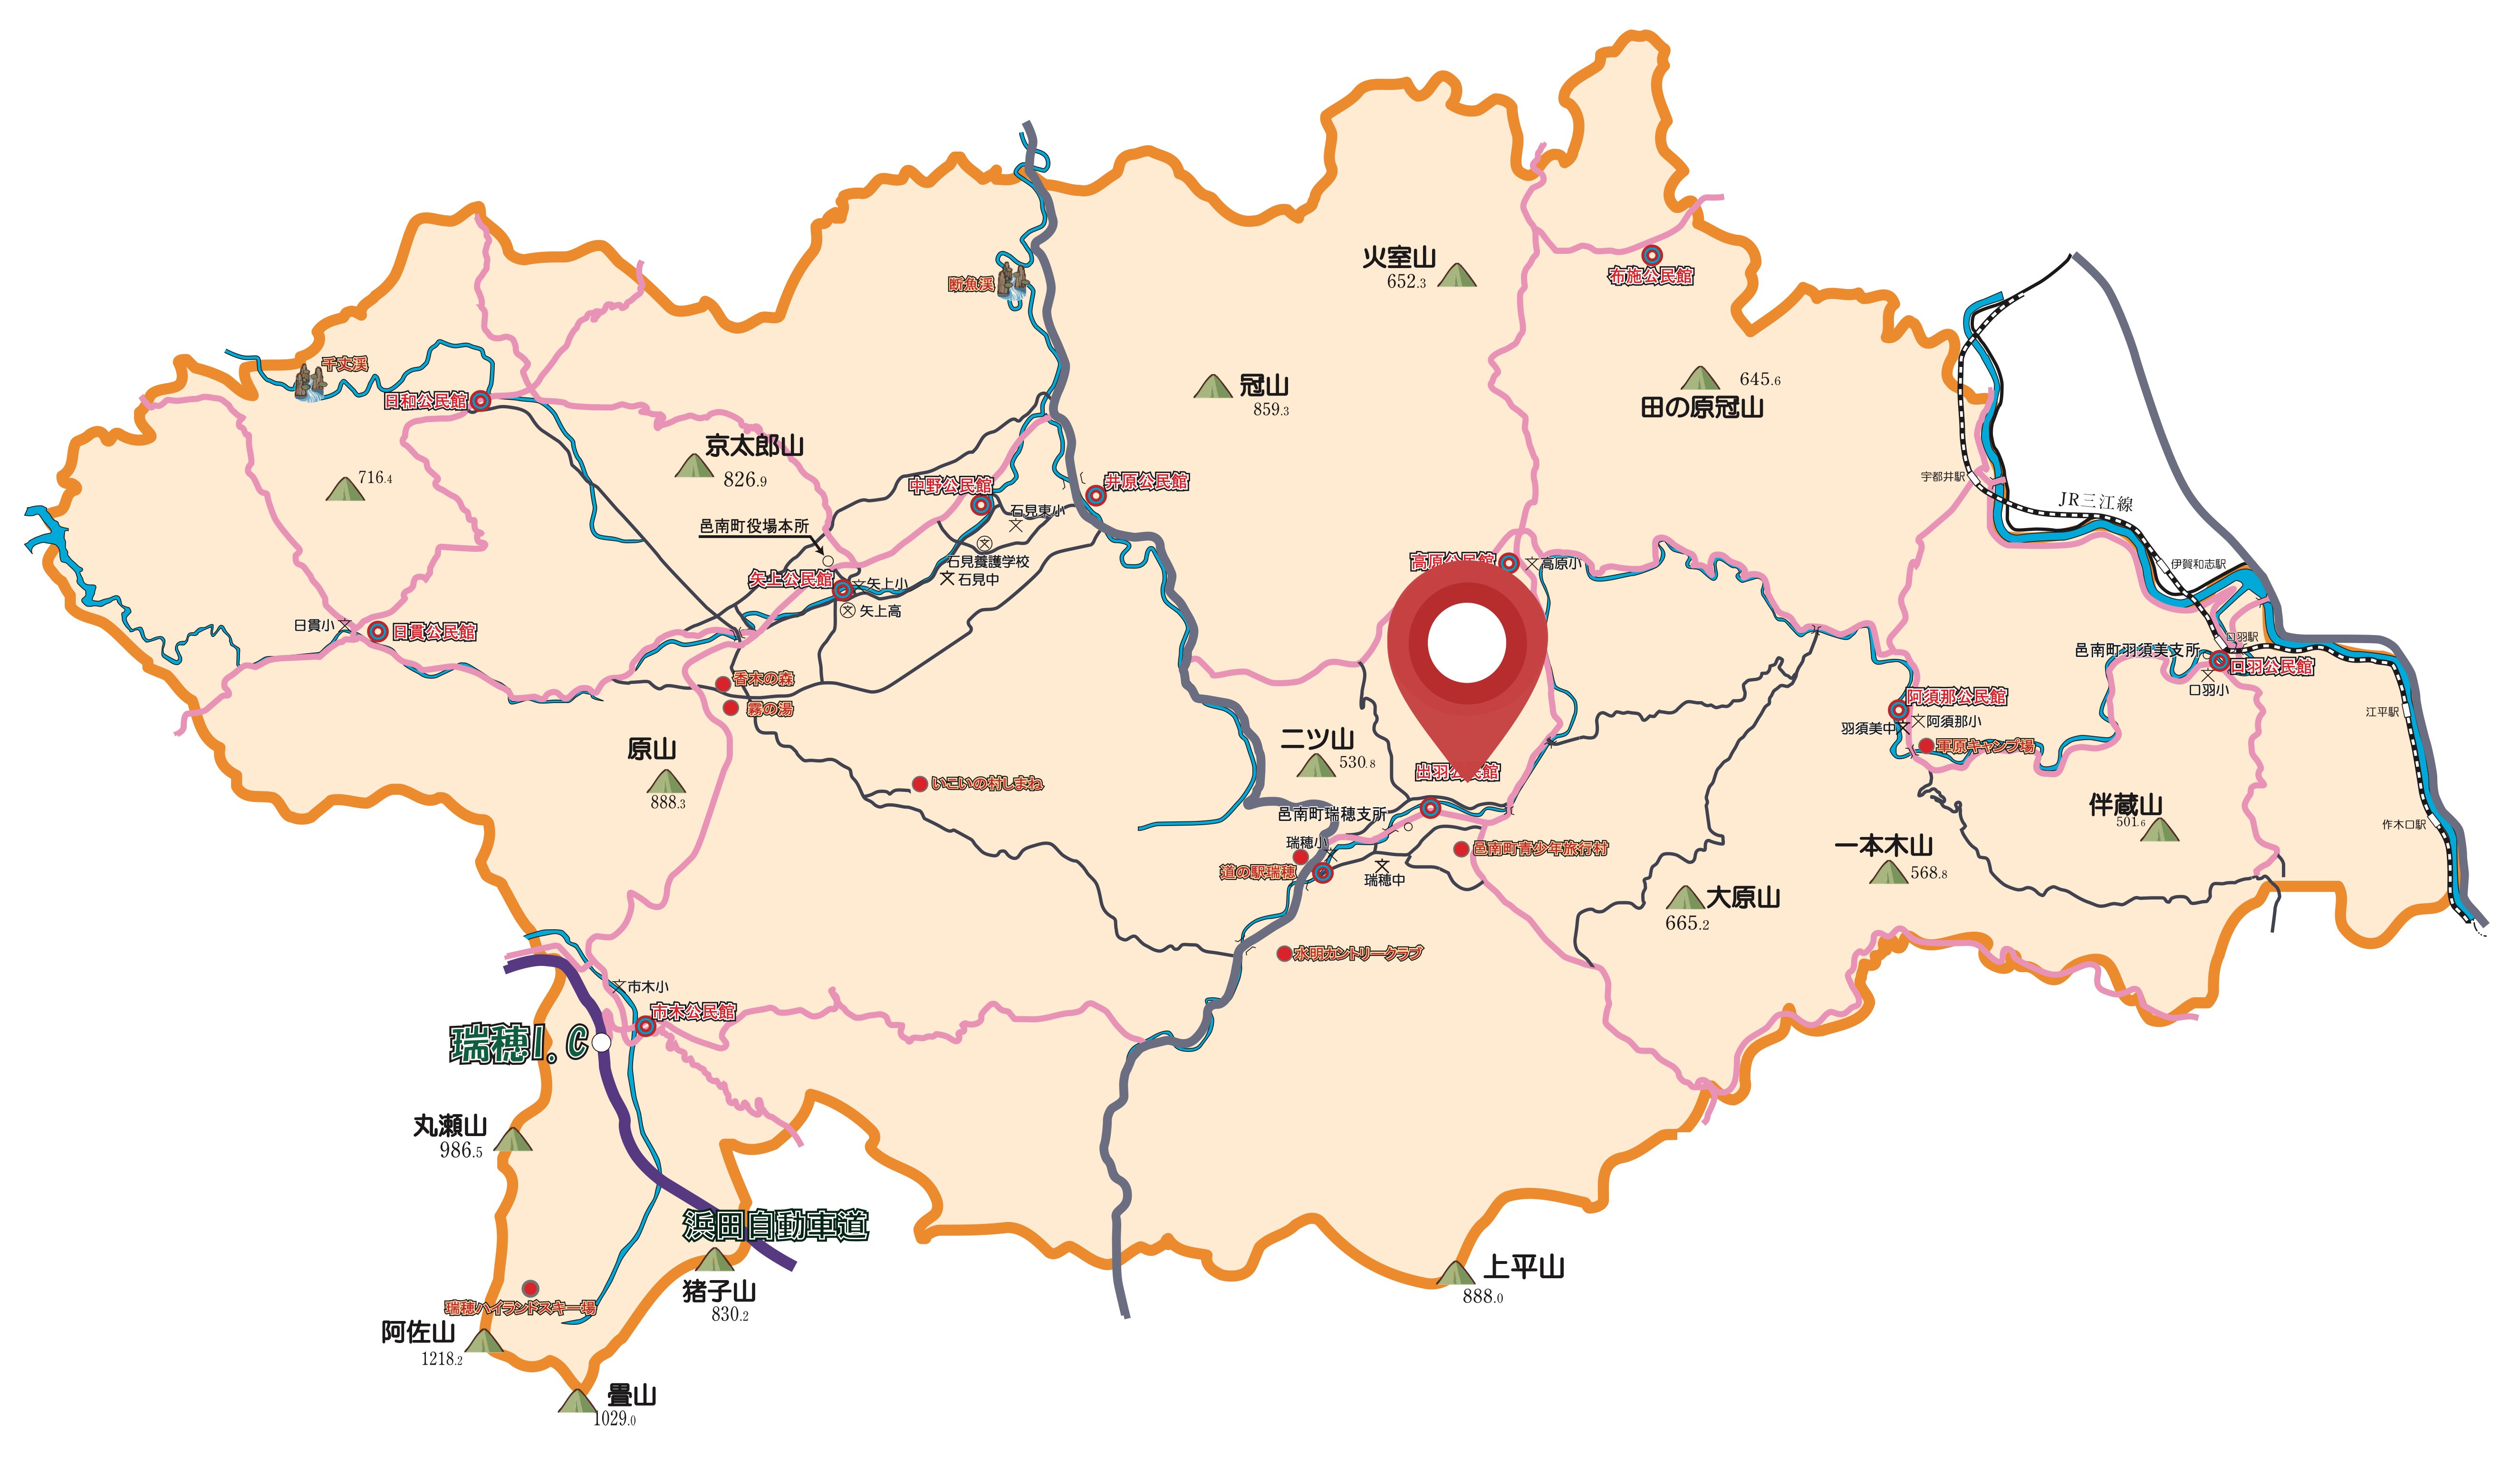 火室山
652.3
布施公民館
断魚渓
千丈渓
日和公民館
冠山
859.3
645.6
田の原冠山
京太郎山
826.9
716.4
中野公民館
井原公民館
石見東小
邑南町役場本所
石見養護学校
石見中
矢上公民館
矢上小
矢上高
宇都井駅
JR三江線
伊賀和志駅
高原公民館
高原小
日貫小
日貫公民館
口羽駅
邑南町羽須美支所
口羽公民館
口羽小
香木の森
霧の湯
阿須那公民館
羽須美中
阿須那小
軍原キャンプ場
江平駅
原山
888.3
いこいの村しまね
二ツ山
530.8
出羽公民館
邑南町瑞穂支所
瑞穂小
道の駅瑞穂
瑞穂中
邑南町青少年旅行村
伴蔵山
501.6
作木口駅
一本木山
568.8
大原山
665.2
水明カントリークラブ
市木小
市木公民館
瑞穂I.C
丸瀬山
986.5
浜田自動車道
猪子山
830.2
上平山
888.0
瑞穂ハイランドスキー場
阿佐山
1218.2
畳山
1029.0